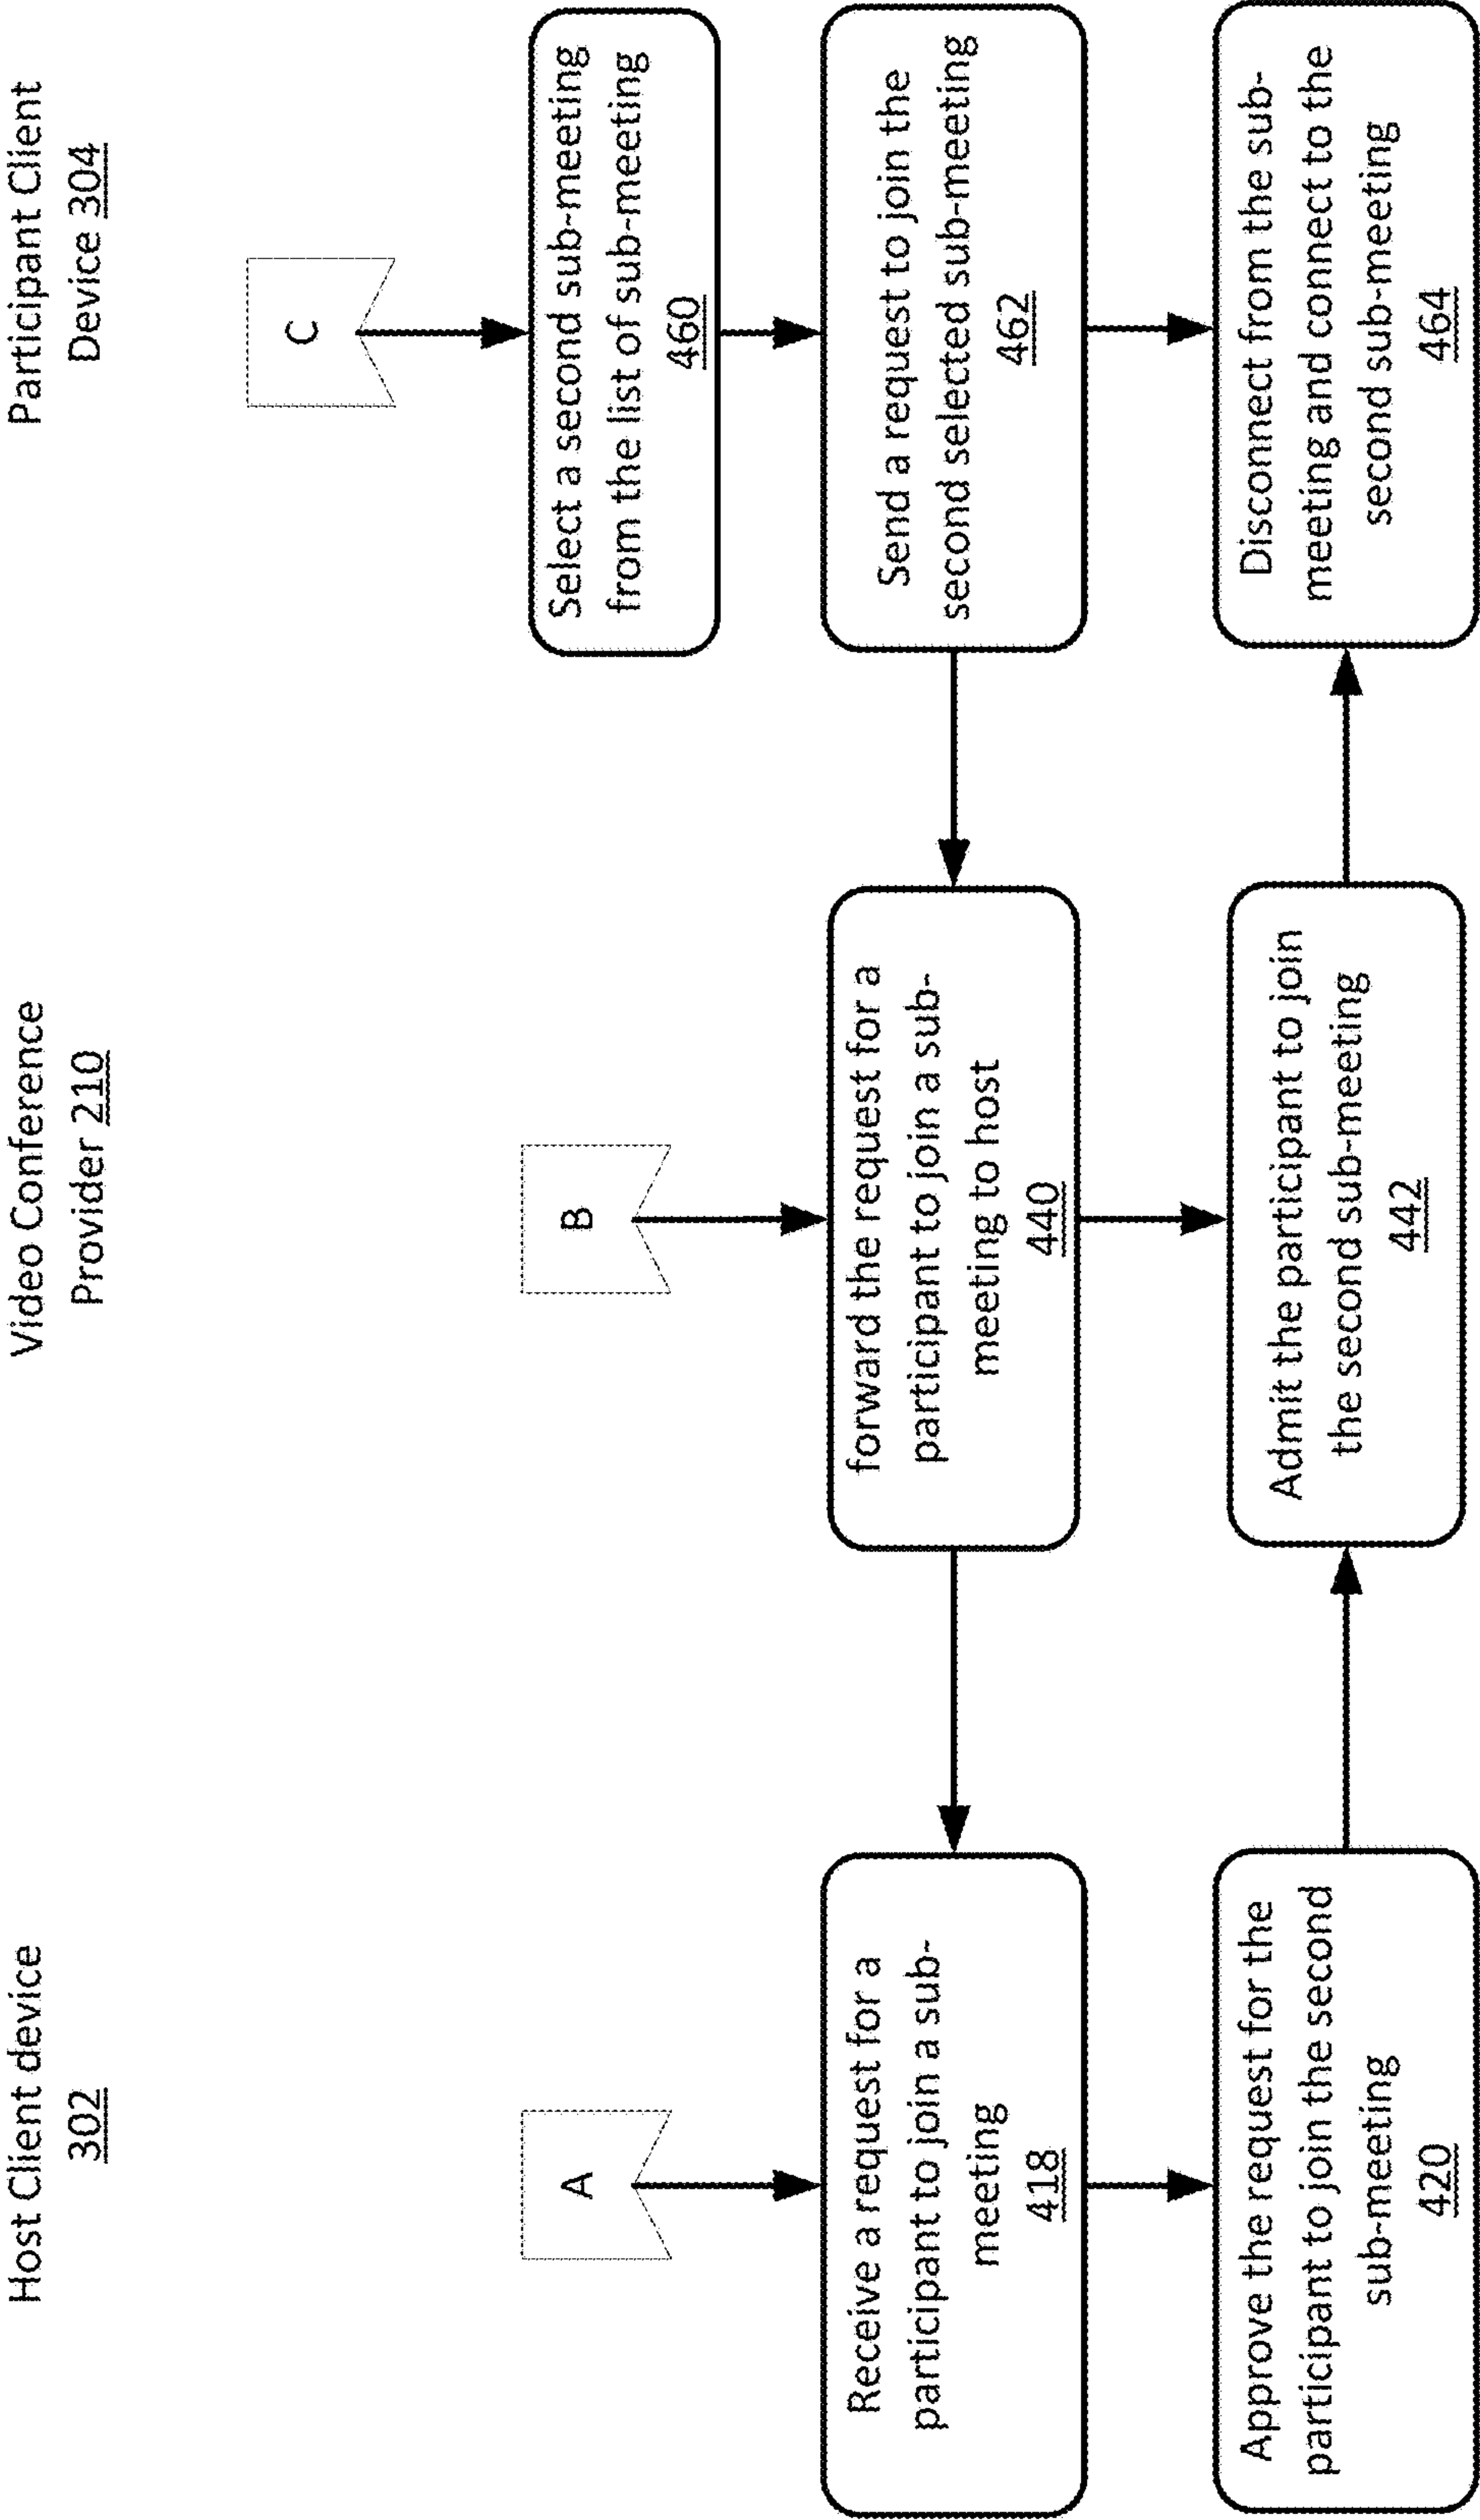 Host Client device
302
Video Conference
Provider 210
Participant Client
Device 304
C
Select a second sub-meeting
from the list of sub-meeting
460
A
B
Receive a request for a
participant to join a sub-
meeting
418
forward the request for a
participant to join a sub-
meeting to host
440
Send a request to join the
second selected sub-meeting
462
Approve the request for the
participant to join the second
sub-meeting
420
Admit the participant to join
the second sub-meeting
442
Disconnect from the sub-
meeting and connect to the
second sub-meeting
464